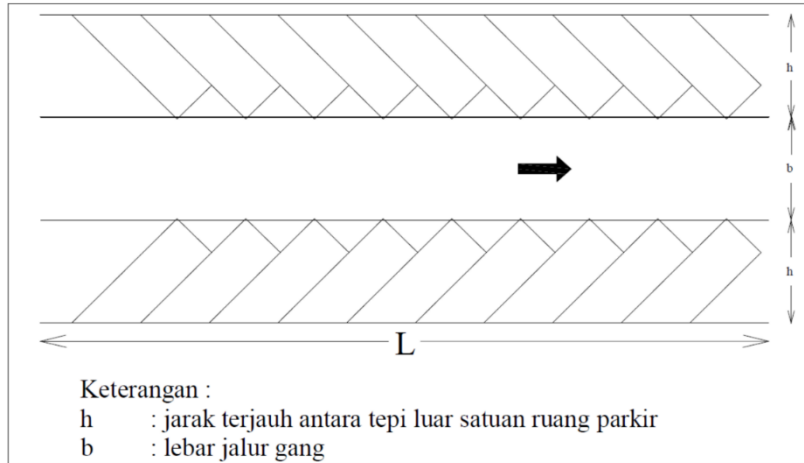 h
b
h
L
Keterangan :
h : jarak terjauh antara tepi luar satuan ruang parkir
b : lebar jalur gang